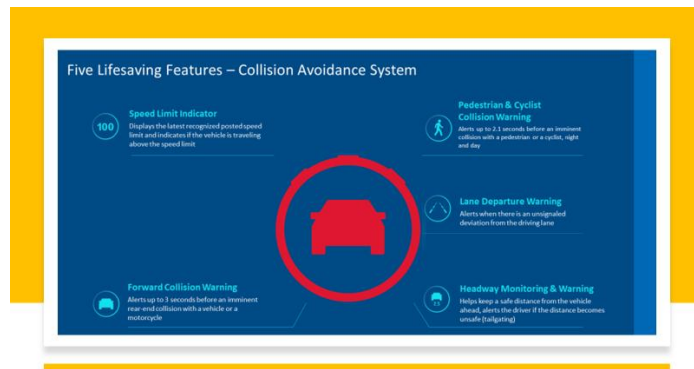 Five Lifesaving Features – Collision Avoidance System
Speed Limit Indicator
100
Displays the latest recognized posted speed
limit and indicates if the vehicle is traveling
above the speed limit
Pedestrian & Cyclist
Collision Warning
Alerts up to 2.1 seconds before an imminent
collision with a pedestrian or a cyclist, night
and day
Lane Departure Warning
Alerts when there is an unsignaled
deviation from the driving lane
Forward Collision Warning
Alerts up to 3 seconds before an imminent
rear-end collision with a vehicle or a
motorcycle
Headway Monitoring & Warning
Helps keep a safe distance from the vehicle
ahead, alerts the driver if the distance becomes
unsafe (tailgating)